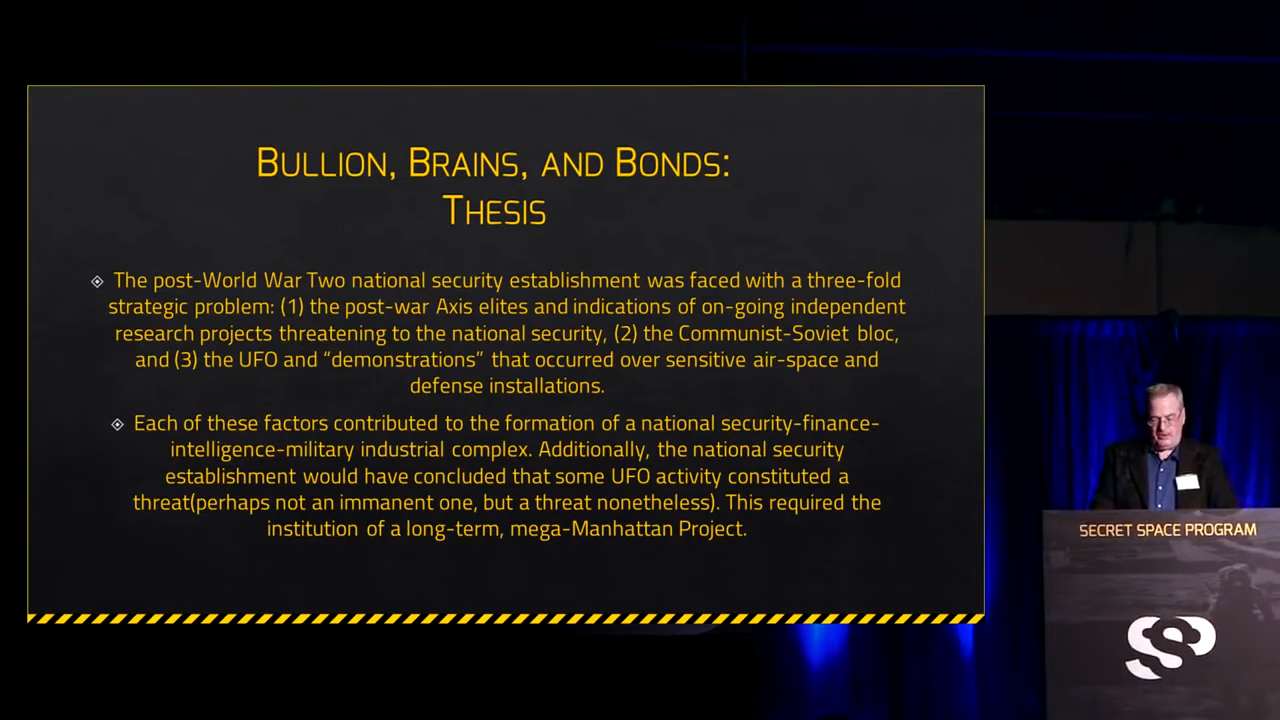 BULLION, BRAINS, AND BONDS:
THESIS
The post-World War Two national security establishment was faced with a three-fold
strategic problem: (1) the post-war Axis elites and indications of on-going independent
research projects threatening to the national security, (2) the Communist-Soviet bloc,
and (3) the UFO and “demonstrations” that occurred over sensitive air-space and
defense installations.
Each of these factors contributed to the formation of a national security-finance-
intelligence-military industrial complex. Additionally, the national security
establishment would have concluded that some UFO activity constituted a
threat(perhaps not an immanent one, but a threat nonetheless). This required the
institution of a long-term, mega-Manhattan Project.
SECRET SPACE PROGRAM
SSP